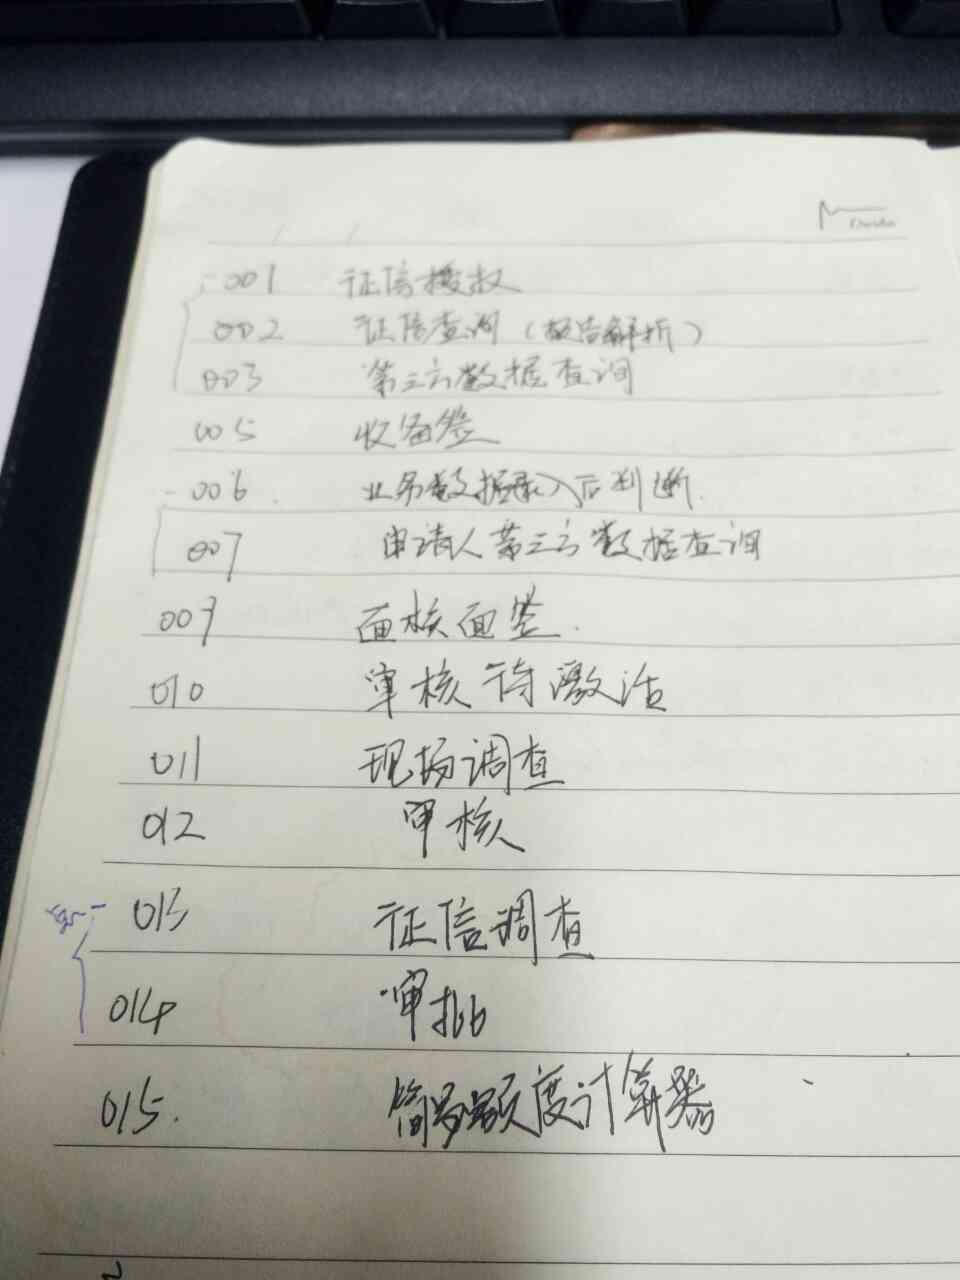 001 征信授权
002 征信查询（报告解析）
003 第三方数据查询
005 收备签
-006. 业务数据录入后判断.
007 申请人第三方数据查询
009 面核面签.
010 审核待激活
011 现场调查
012 审核
013 征信调查
014 审批
015. 简易额度计算器